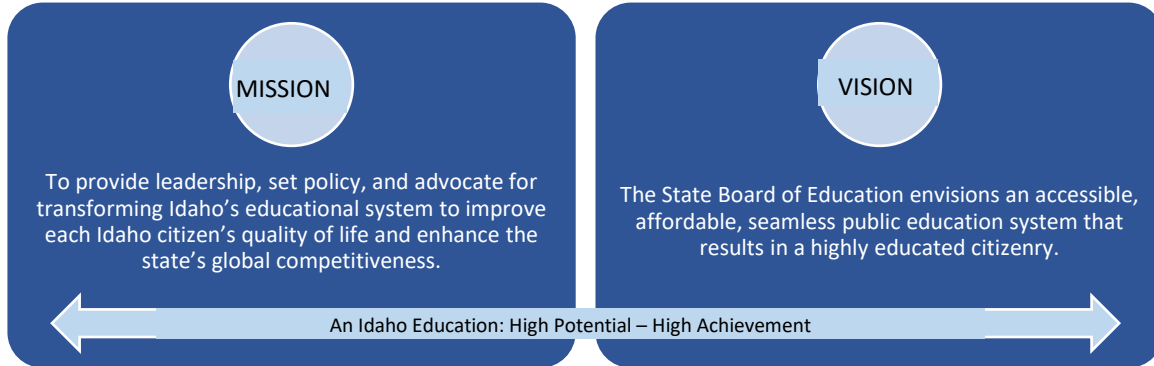 MISSION
To provide leadership, set policy, and advocate for
transforming Idaho’s educational system to improve
each Idaho citizen’s quality of life and enhance the
state’s global competitiveness.
VISION
The State Board of Education envisions an accessible,
affordable, seamless public education system that
results in a highly educated citizenry.
An Idaho Education: High Potential – High Achievement